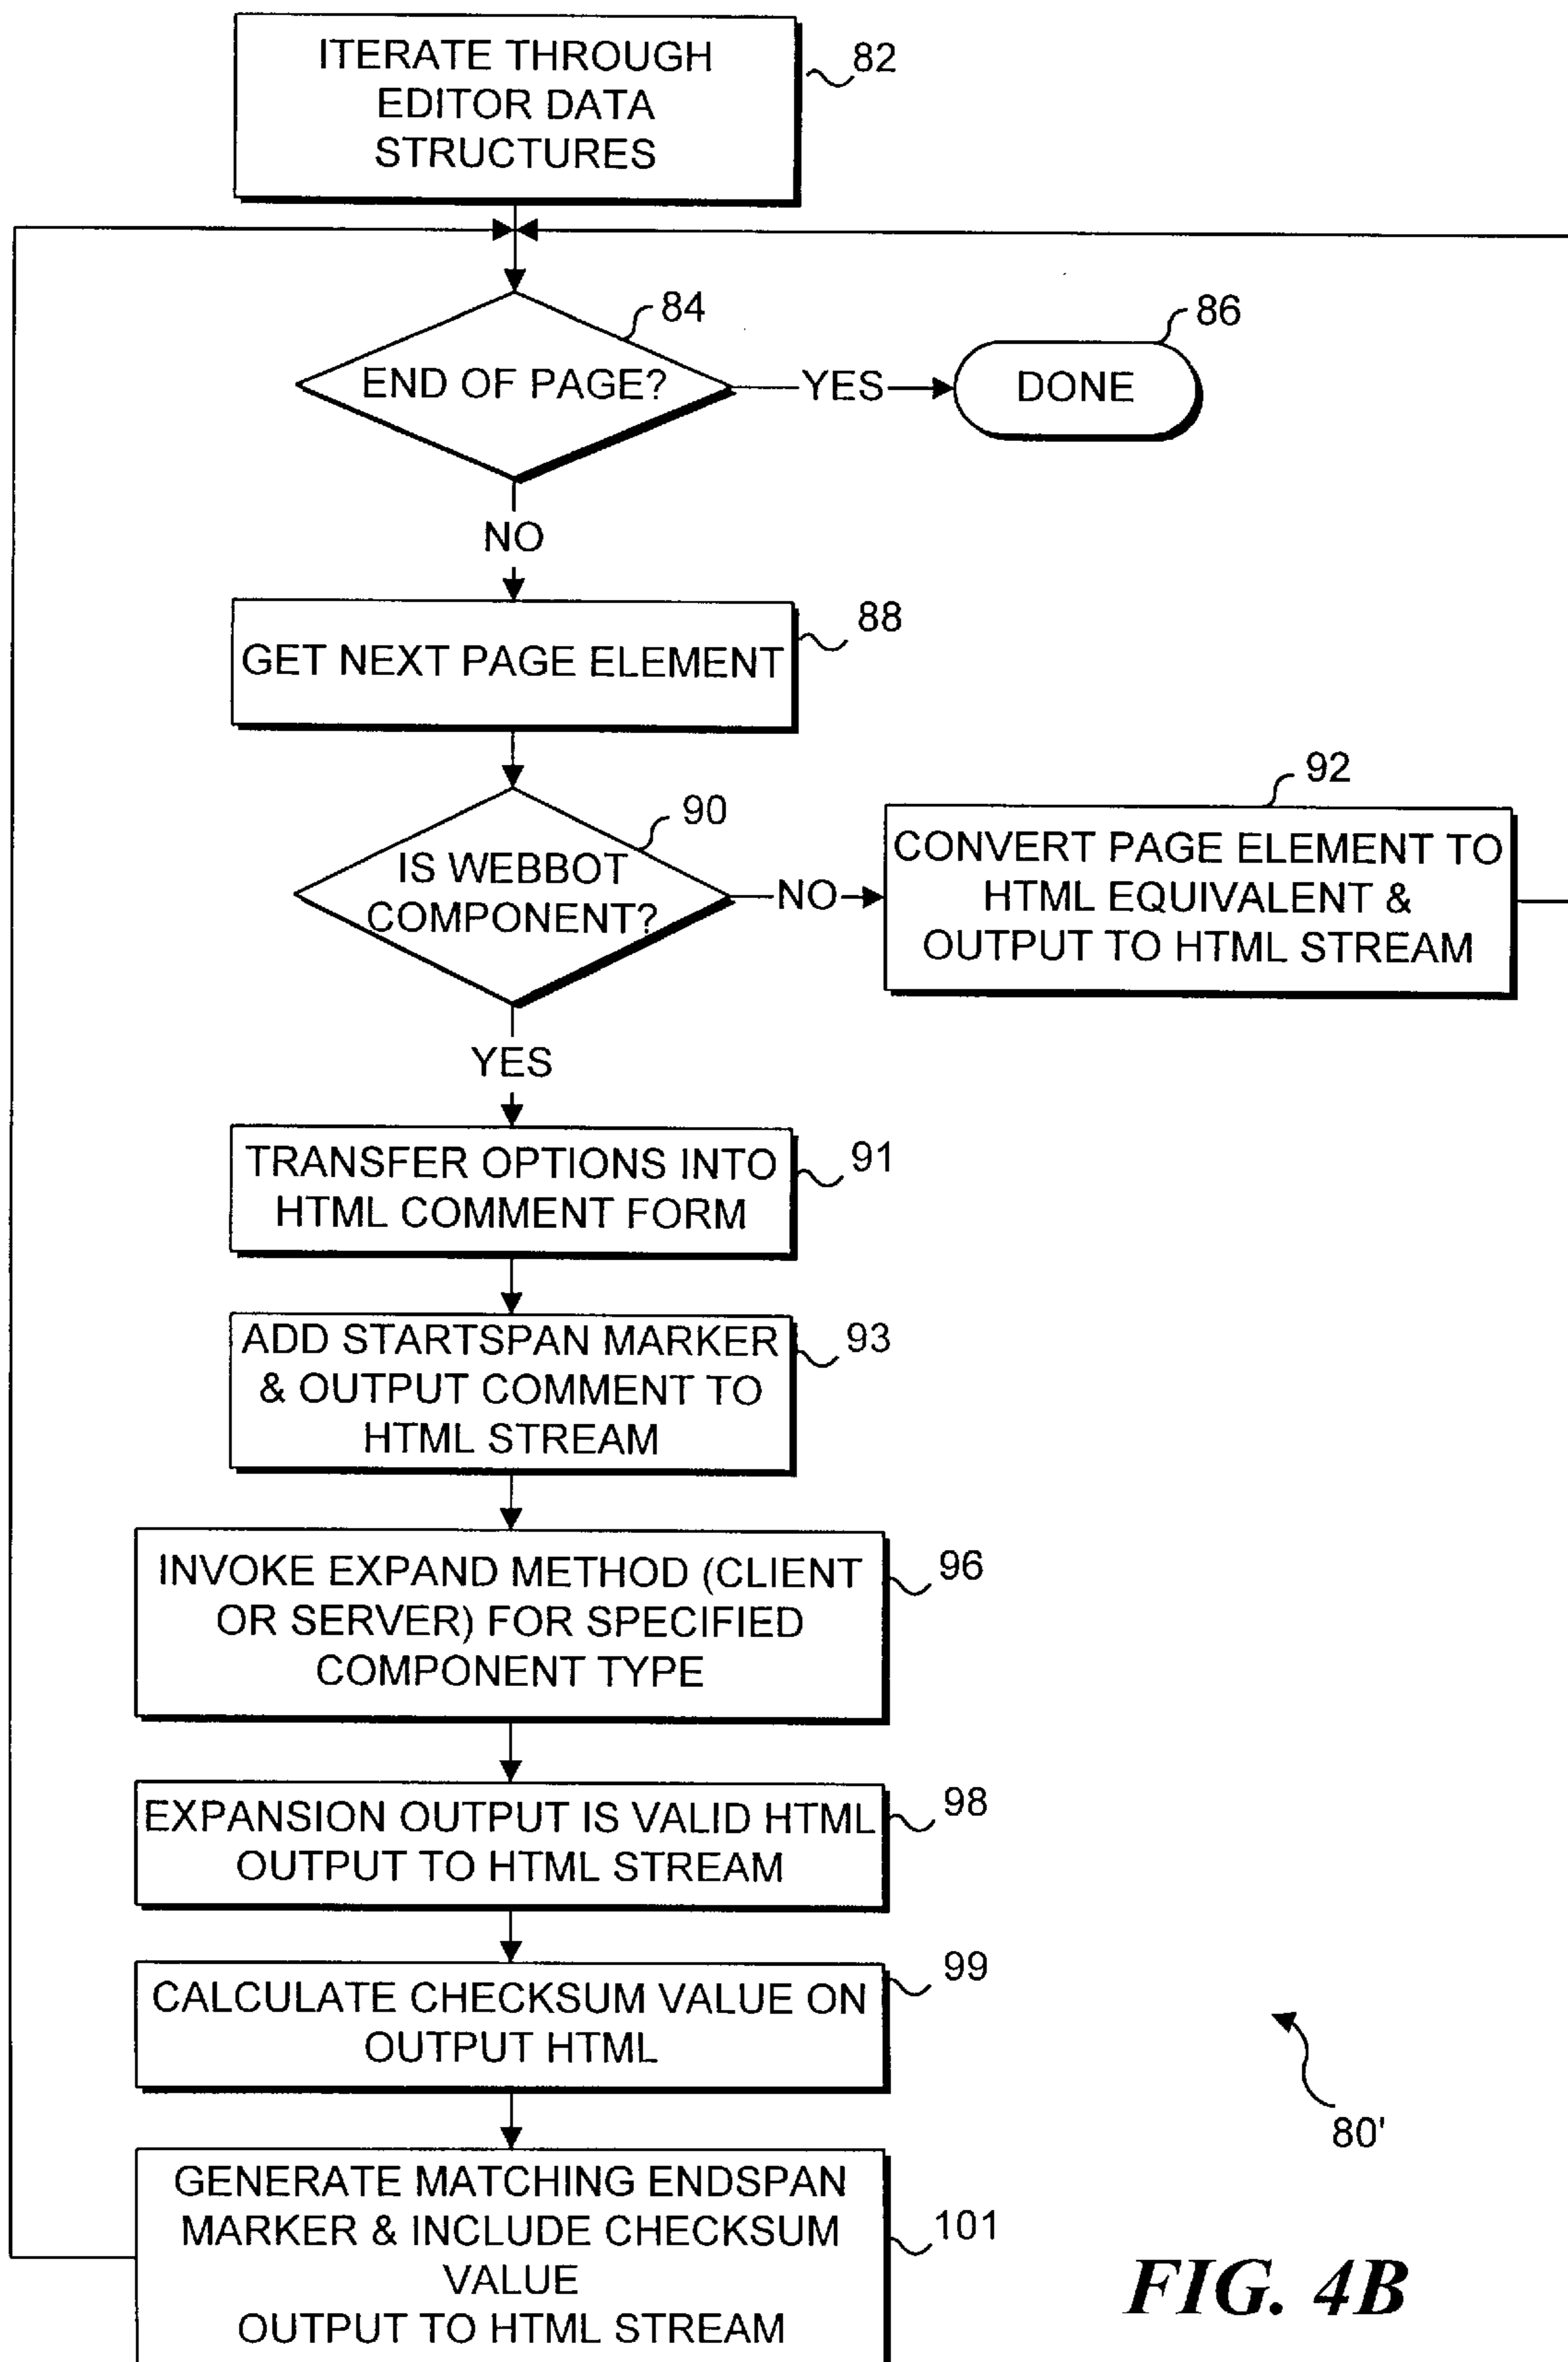 ITERATE THROUGH
EDITOR DATA
STRUCTURES
82
84
END OF PAGE?
YES
86
DONE
NO
88
GET NEXT PAGE ELEMENT
90
IS WEBBOT
COMPONENT?
NO
92
CONVERT PAGE ELEMENT TO
HTML EQUIVALENT &
OUTPUT TO HTML STREAM
YES
TRANSFER OPTIONS INTO
HTML COMMENT FORM
91
ADD STARTSPAN MARKER
& OUTPUT COMMENT TO
HTML STREAM
93
INVOKE EXPAND METHOD (CLIENT
OR SERVER) FOR SPECIFIED
COMPONENT TYPE
96
EXPANSION OUTPUT IS VALID HTML
OUTPUT TO HTML STREAM
98
CALCULATE CHECKSUM VALUE ON
OUTPUT HTML
99
80'
GENERATE MATCHING ENDSPAN
MARKER & INCLUDE CHECKSUM
VALUE
OUTPUT TO HTML STREAM
101
FIG. 4B